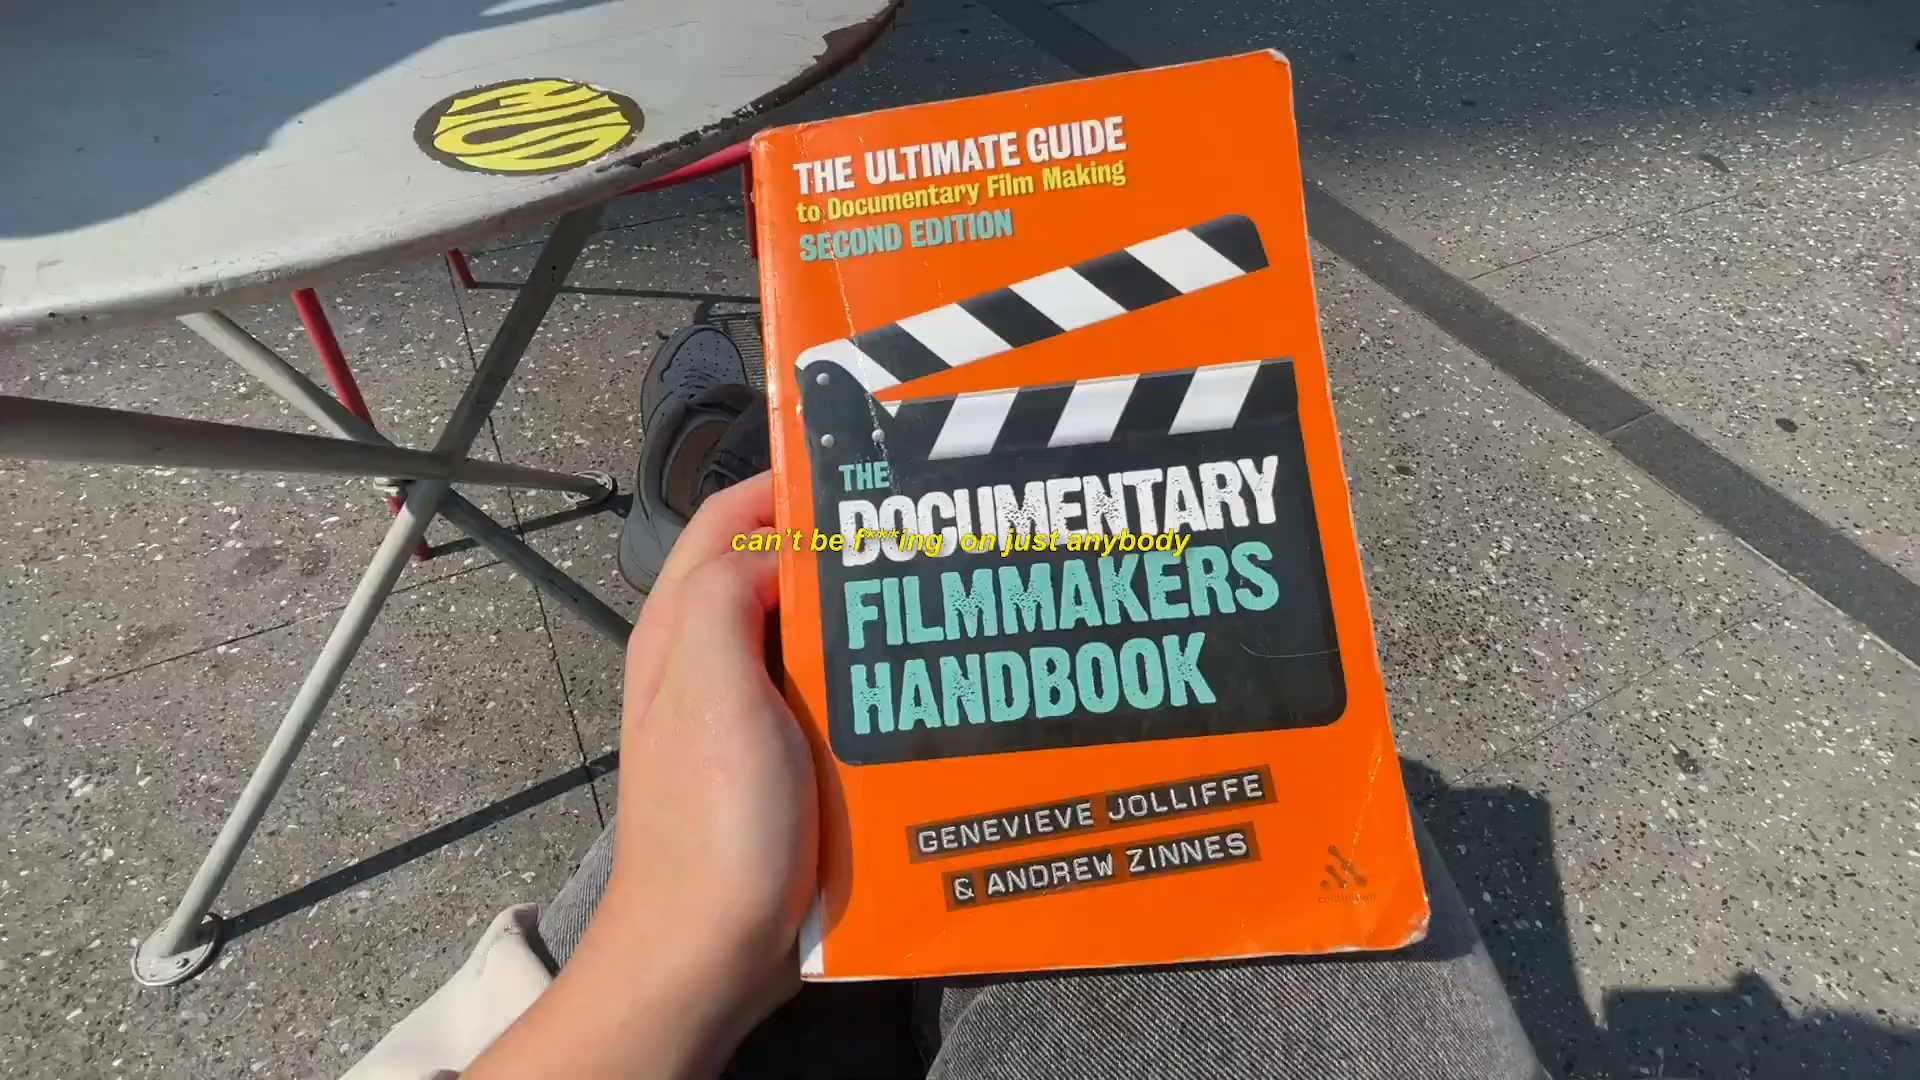 THE ULTIMATE GUIDE
to Documentary Film Making
SECOND EDITION
THE
DOCUMENTARY
can't be f***ing on just anybody
FILMMAKERS
HANDBOOK
GENEVIEVE JOLLIFFE
& ANDREW ZINNES
continuum